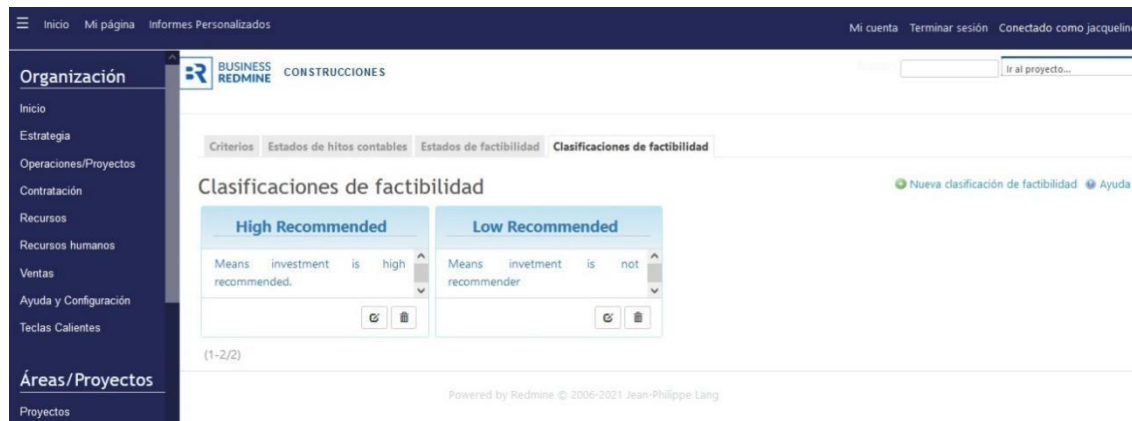 Inicio Mi página Informes Personalizados
Mi cuenta Terminar sesión Conectado como jacqueline
Organización
Inicio
Estrategia
Operaciones/Proyectos
Contratación
Recursos
Recursos humanos
Ventas
Ayuda y Configuración
Teclas Calientes
Áreas/Proyectos
Proyectos
BUSINESS
REDMINE
CONSTRUCCIONES
Ir al proyecto...
Criterios Estados de hitos contables Estados de factibilidad Clasificaciones de factibilidad
Clasificaciones de factibilidad
Nueva clasificación de factibilidad Ayuda
High Recommended
Means investment is high
recommended.
Low Recommended
Means invetment is not
recommender
(1-2/2)
Powered by Redmine © 2006-2021 Jean-Philippe Lang